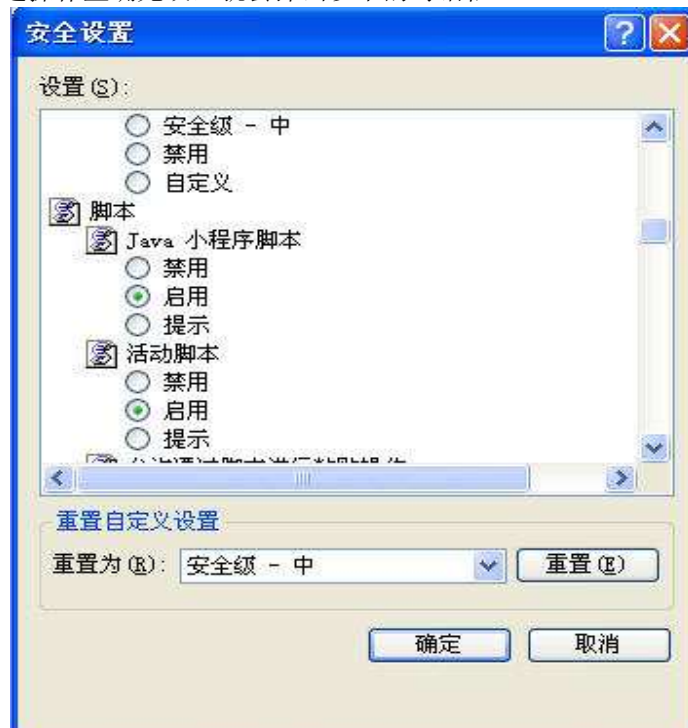 安全设置
设置(S):
安全级 - 中
禁用
自定义
脚本
Java 小程序脚本
禁用
启用
提示
活动脚本
禁用
启用
提示
重置自定义设置
重置为(R): 安全级 - 中 重置(E)
确定 取消